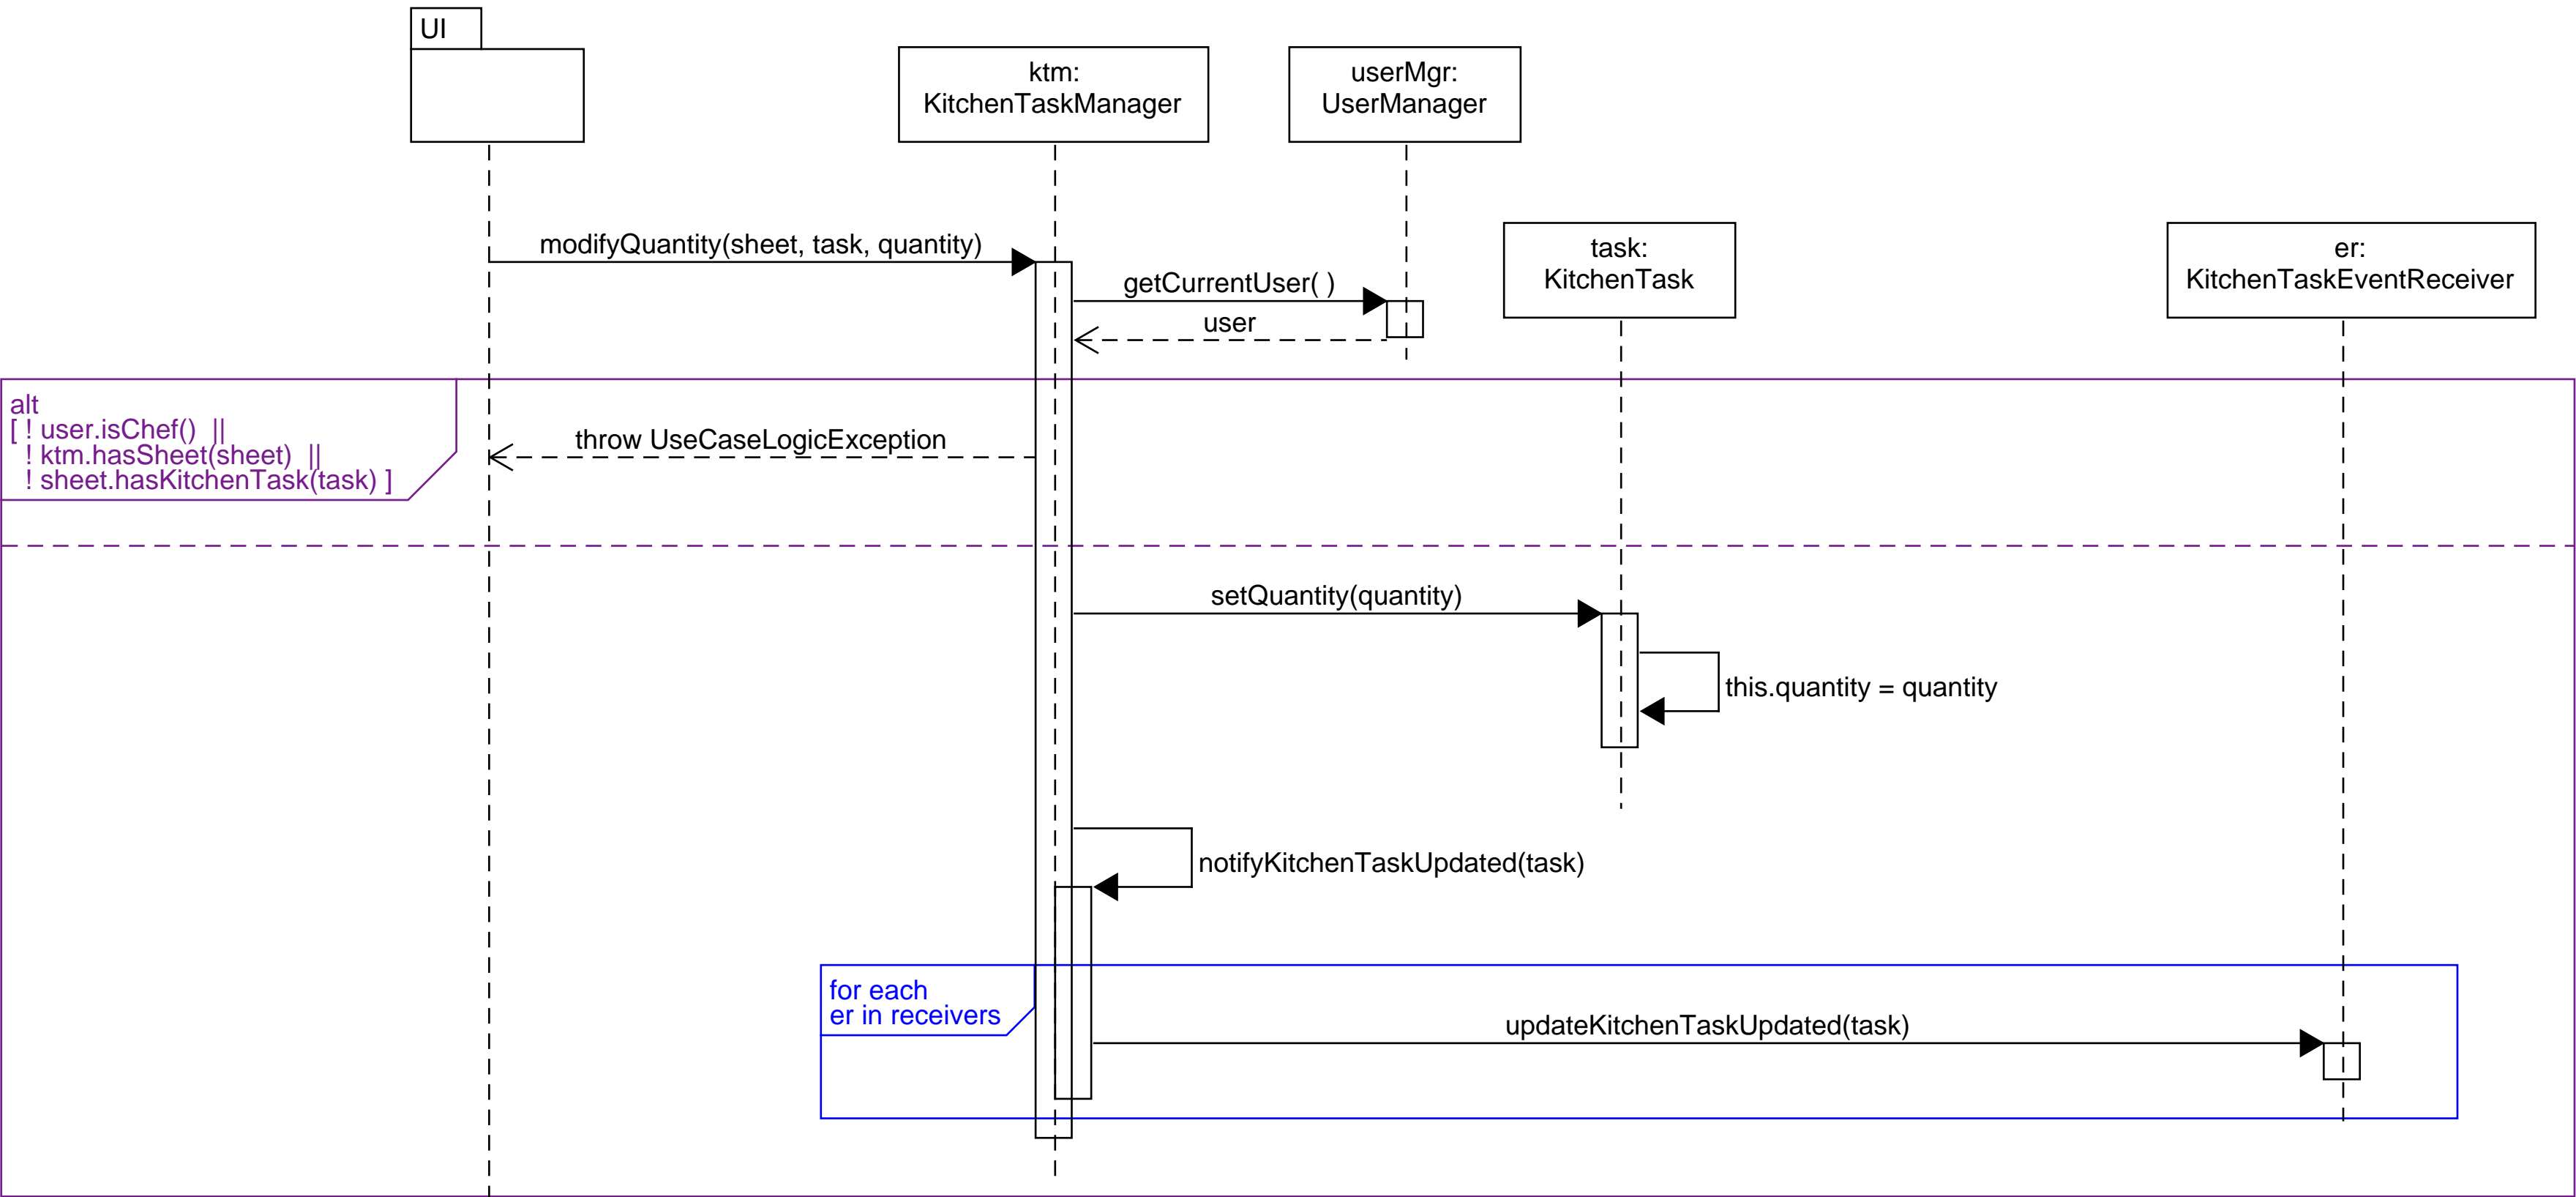 UI
ktm:
KitchenTaskManager
userMgr:
UserManager
modifyQuantity(sheet, task, quantity)
task:
KitchenTask
er:
KitchenTaskEventReceiver
getCurrentUser( )
user
alt
[ ! user.isChef()  ||
! ktm.hasSheet(sheet)  ||
! sheet.hasKitchenTask(task) ]
throw UseCaseLogicException
setQuantity(quantity)
this.quantity = quantity
notifyKitchenTaskUpdated(task)
for each
er in receivers
updateKitchenTaskUpdated(task)